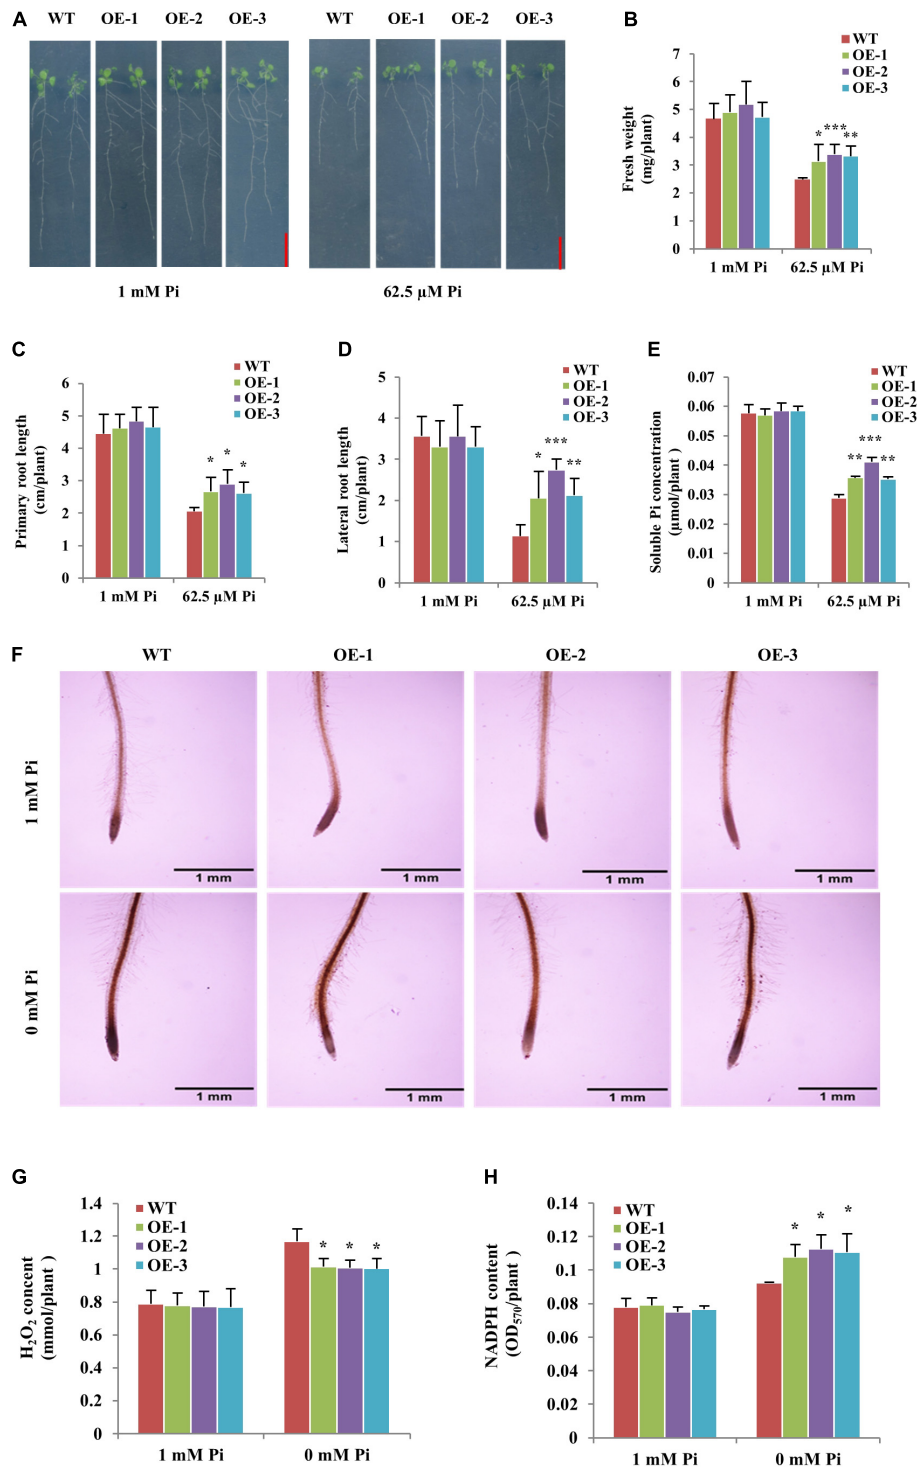 A
WT OE-1 OE-2 OE-3 WT OE-1 OE-2 OE-3
1 mM Pi 62.5 µM Pi
B
WT
OE-1
OE-2
OE-3
Fresh weight
(mg/plant)
7
6
5
4
3
2
1
0
* *** **
1 mM Pi 62.5 µM Pi
C
WT
OE-1
OE-2
OE-3
Primary root length
(cm/plant)
6
5
4
3
2
1
0
* * *
1 mM Pi 62.5 µM Pi
D
WT
OE-1
OE-2
OE-3
Lateral root length
(cm/plant)
5
4
3
2
1
0
* *** **
1 mM Pi 62.5 µM Pi
E
WT
OE-1
OE-2
OE-3
Soluble Pi concentration
(µmol/plant )
0.07
0.06
0.05
0.04
0.03
0.02
0.01
0
** *** **
1 mM Pi 62.5 µM Pi
F
WT OE-1 OE-2 OE-3
1 mM Pi
1 mm 1 mm 1 mm 1 mm
0 mM Pi
1 mm 1 mm 1 mm 1 mm
G
WT
OE-1
OE-2
OE-3
H2O2 concent
(mmol/plant )
1.4
1.2
1
0.8
0.6
0.4
0.2
0
* * *
1 mM Pi 0 mM Pi
H
WT
OE-1
OE-2
OE-3
NADPH content
(OD570/plant )
0.14
0.12
0.1
0.08
0.06
0.04
0.02
0
* * *
1 mM Pi 0 mM Pi